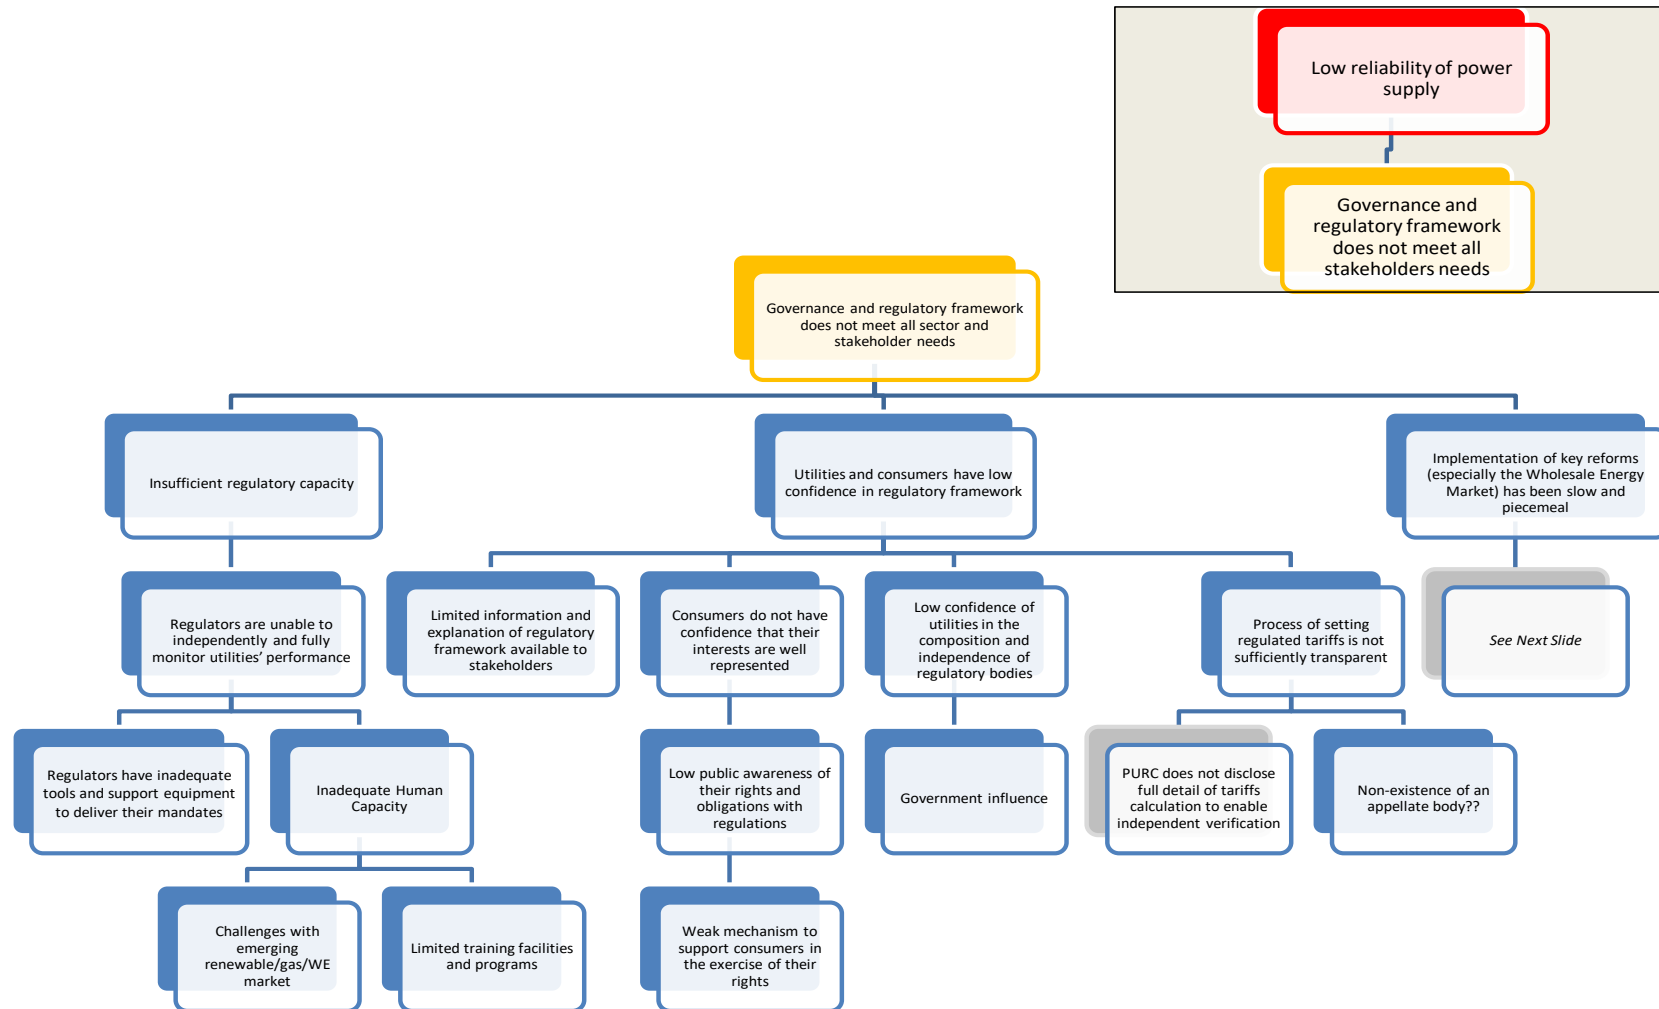 Low reliability of power
supply
Governance and
regulatory framework
does not meet all
stakeholders needs
Governance and regulatory framework
does not meet all sector and
stakeholder needs
Insufficient regulatory capacity
Utilities and consumers have low
confidence in regulatory framework
Implementation of key reforms
(especially the Wholesale Energy
Market) has been slow and
piecemeal
Regulators are unable to
independently and fully
monitor utilities’ performance
Limited information and
explanation of regulatory
framework available to
stakeholders
Consumers do not have
confidence that their
interests are well
represented
Low confidence of
utilities in the
composition and
independence of
regulatory bodies
Process of setting
regulated tariffs is not
sufficiently transparent
See Next Slide
Regulators have inadequate
tools and support equipment
to deliver their mandates
Inadequate Human
Capacity
Low public awareness of
their rights and
obligations with
regulations
Government influence
PURC does not disclose
full detail of tariffs
calculation to enable
independent verification
Non-existence of an
appellate body??
Challenges with
emerging
renewable/gas/WE
market
Limited training facilities
and programs
Weak mechanism to
support consumers in
the exercise of their
rights